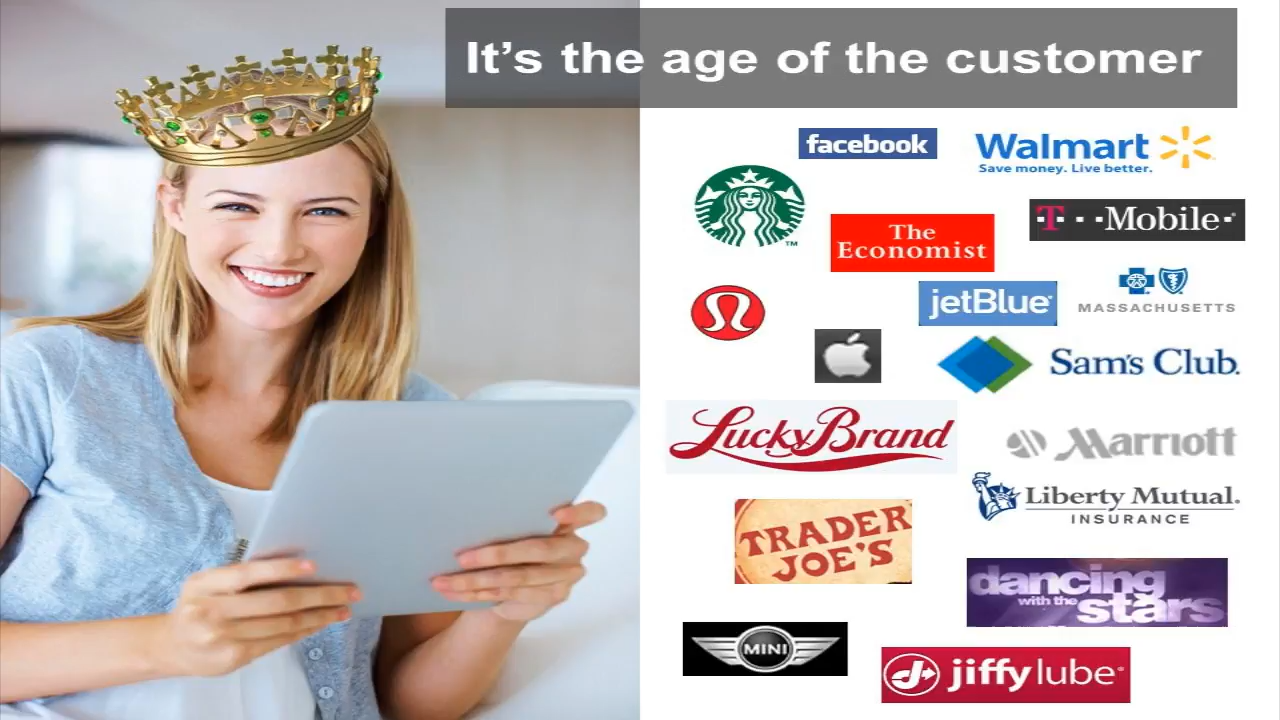 It's the age of the customer
facebook
Walmart
Save money. Live better.
TM
The
Economist
T··Mobile·
jetBlue
MASSACHUSETTS
Sam's Club
Lucky Brand
Marriott
Liberty Mutual.
INSURANCE
TRADER
JOE'S
dancing
with the
stars
MINI
jiffy lube